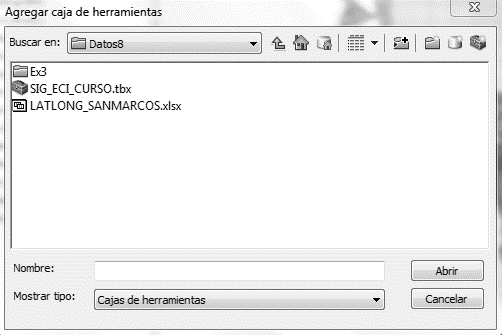 Agregar caja de herramientas
Buscar en: Datos8
Ex3
SIG_ECI_CURSO.tbx
LATLONG_SANMARCOS.xlsx
Nombre: Abrir
Mostrar tipo: Cajas de herramientas Cancelar